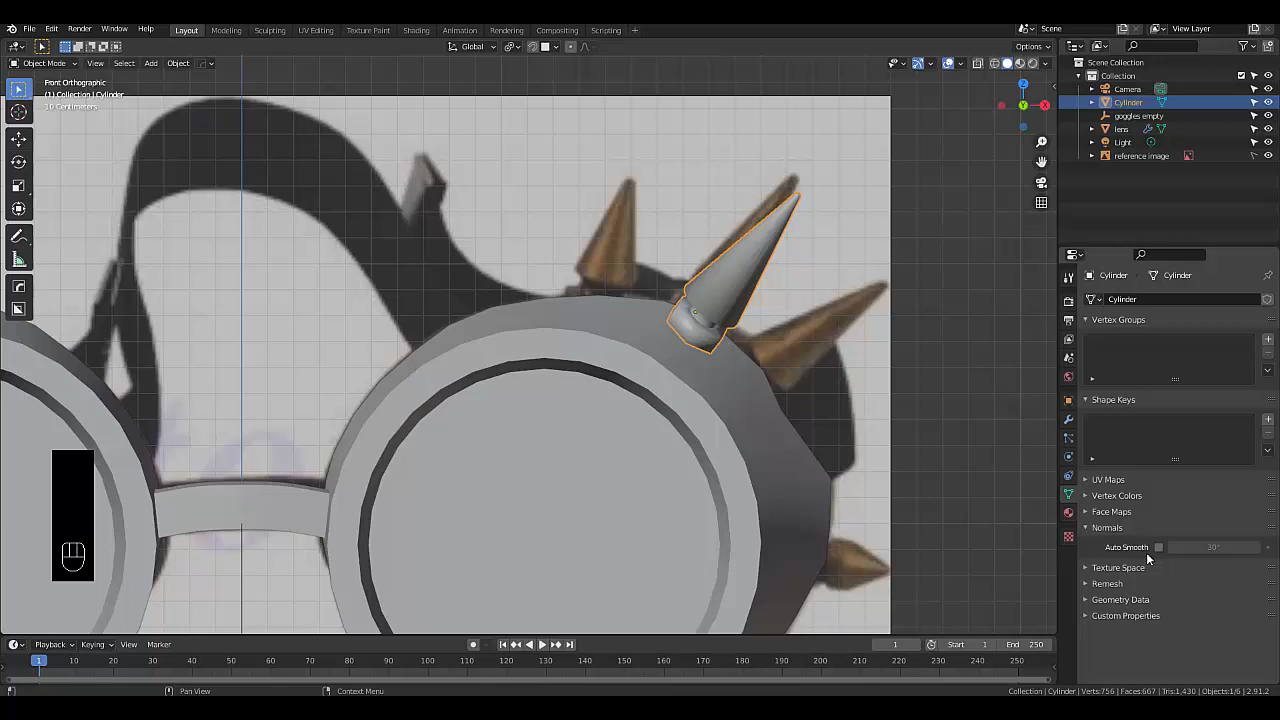 File Edit Render Window Help Layout Modeling Sculpting UV Editing Texture Paint Shading Animation Rendering Compositing Scripting + Scene View Layer
Global Options
Object Mode View Select Add Object
Front Orthographic
(1) Collection | Cylinder
10 Centimeters
Z
Y
X
Scene Collection
Collection
Camera
Cylinder
goggles empty
lens
Light
reference image
Cylinder Cylinder
Cylinder
Vertex Groups
Shape Keys
UV Maps
Vertex Colors
Face Maps
Normals
Auto Smooth 30°
Texture Space
Remesh
Geometry Data
Custom Properties
Playback Keying View Marker 1 Start 1 End 250
1 10 20 30 40 50 60 70 80 90 100 110 120 130 140 150 160 170 180 190 200 210 220 230 240 250
Pan View Context Menu Collection | Cylinder | Verts:756 | Faces:667 | Tris:1,430 | Objects:1/6 | 2.91.2